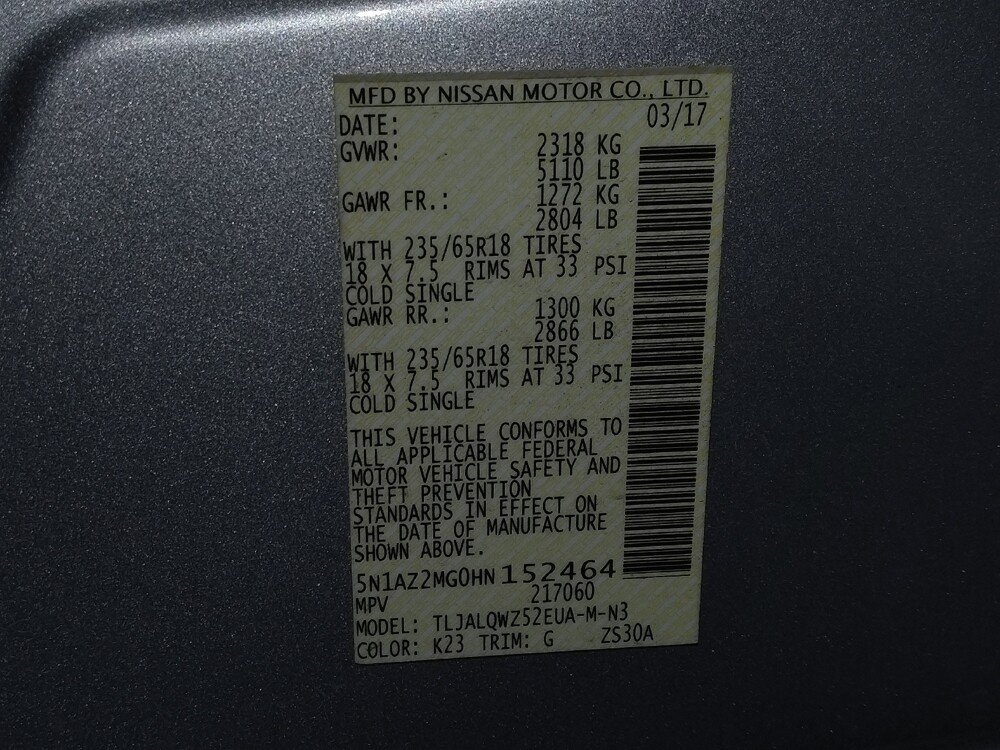 MFD BY NISSAN MOTOR CO., LTD.
DATE: 03/17
GVWR: 2318 KG
5110 LB
GAWR FR.: 1272 KG
2804 LB
WITH 235/65R18 TIRES
18 X 7.5 RIMS AT 33 PSI
COLD SINGLE
GAWR RR.: 1300 KG
2866 LB
WITH 235/65R18 TIRES
18 X 7.5 RIMS AT 33 PSI
COLD SINGLE
THIS VEHICLE CONFORMS TO
ALL APPLICABLE FEDERAL
MOTOR VEHICLE SAFETY AND
THEFT PREVENTION
STANDARDS IN EFFECT ON
THE DATE OF MANUFACTURE
SHOWN ABOVE.
5N1AZ2MG0HN152464
MPV 217060
MODEL: TLJALQWZ52EUA-M-N3
COLOR: K23 TRIM: G ZS30A